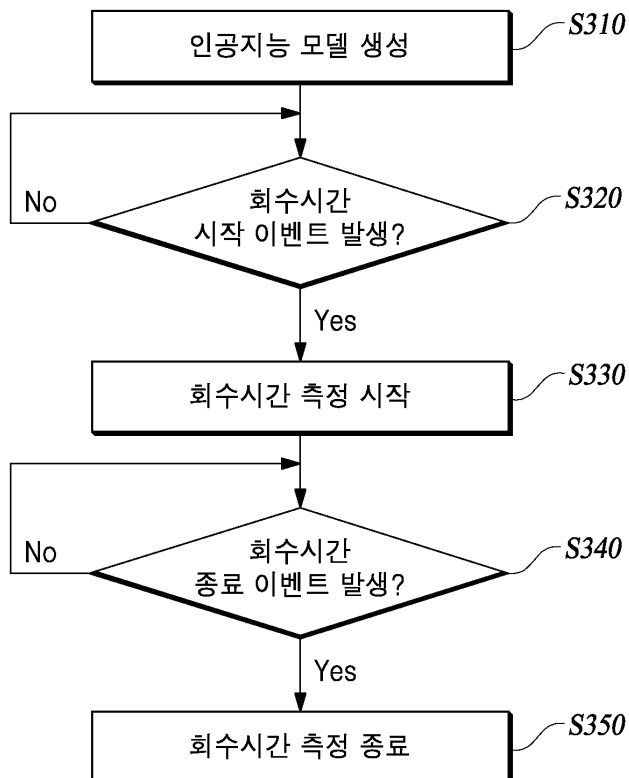 인공지능 모델 생성
S310
회수시간
시작 이벤트 발생?
S320
No
Yes
회수시간 측정 시작
S330
회수시간
종료 이벤트 발생?
S340
No
Yes
회수시간 측정 종료
S350